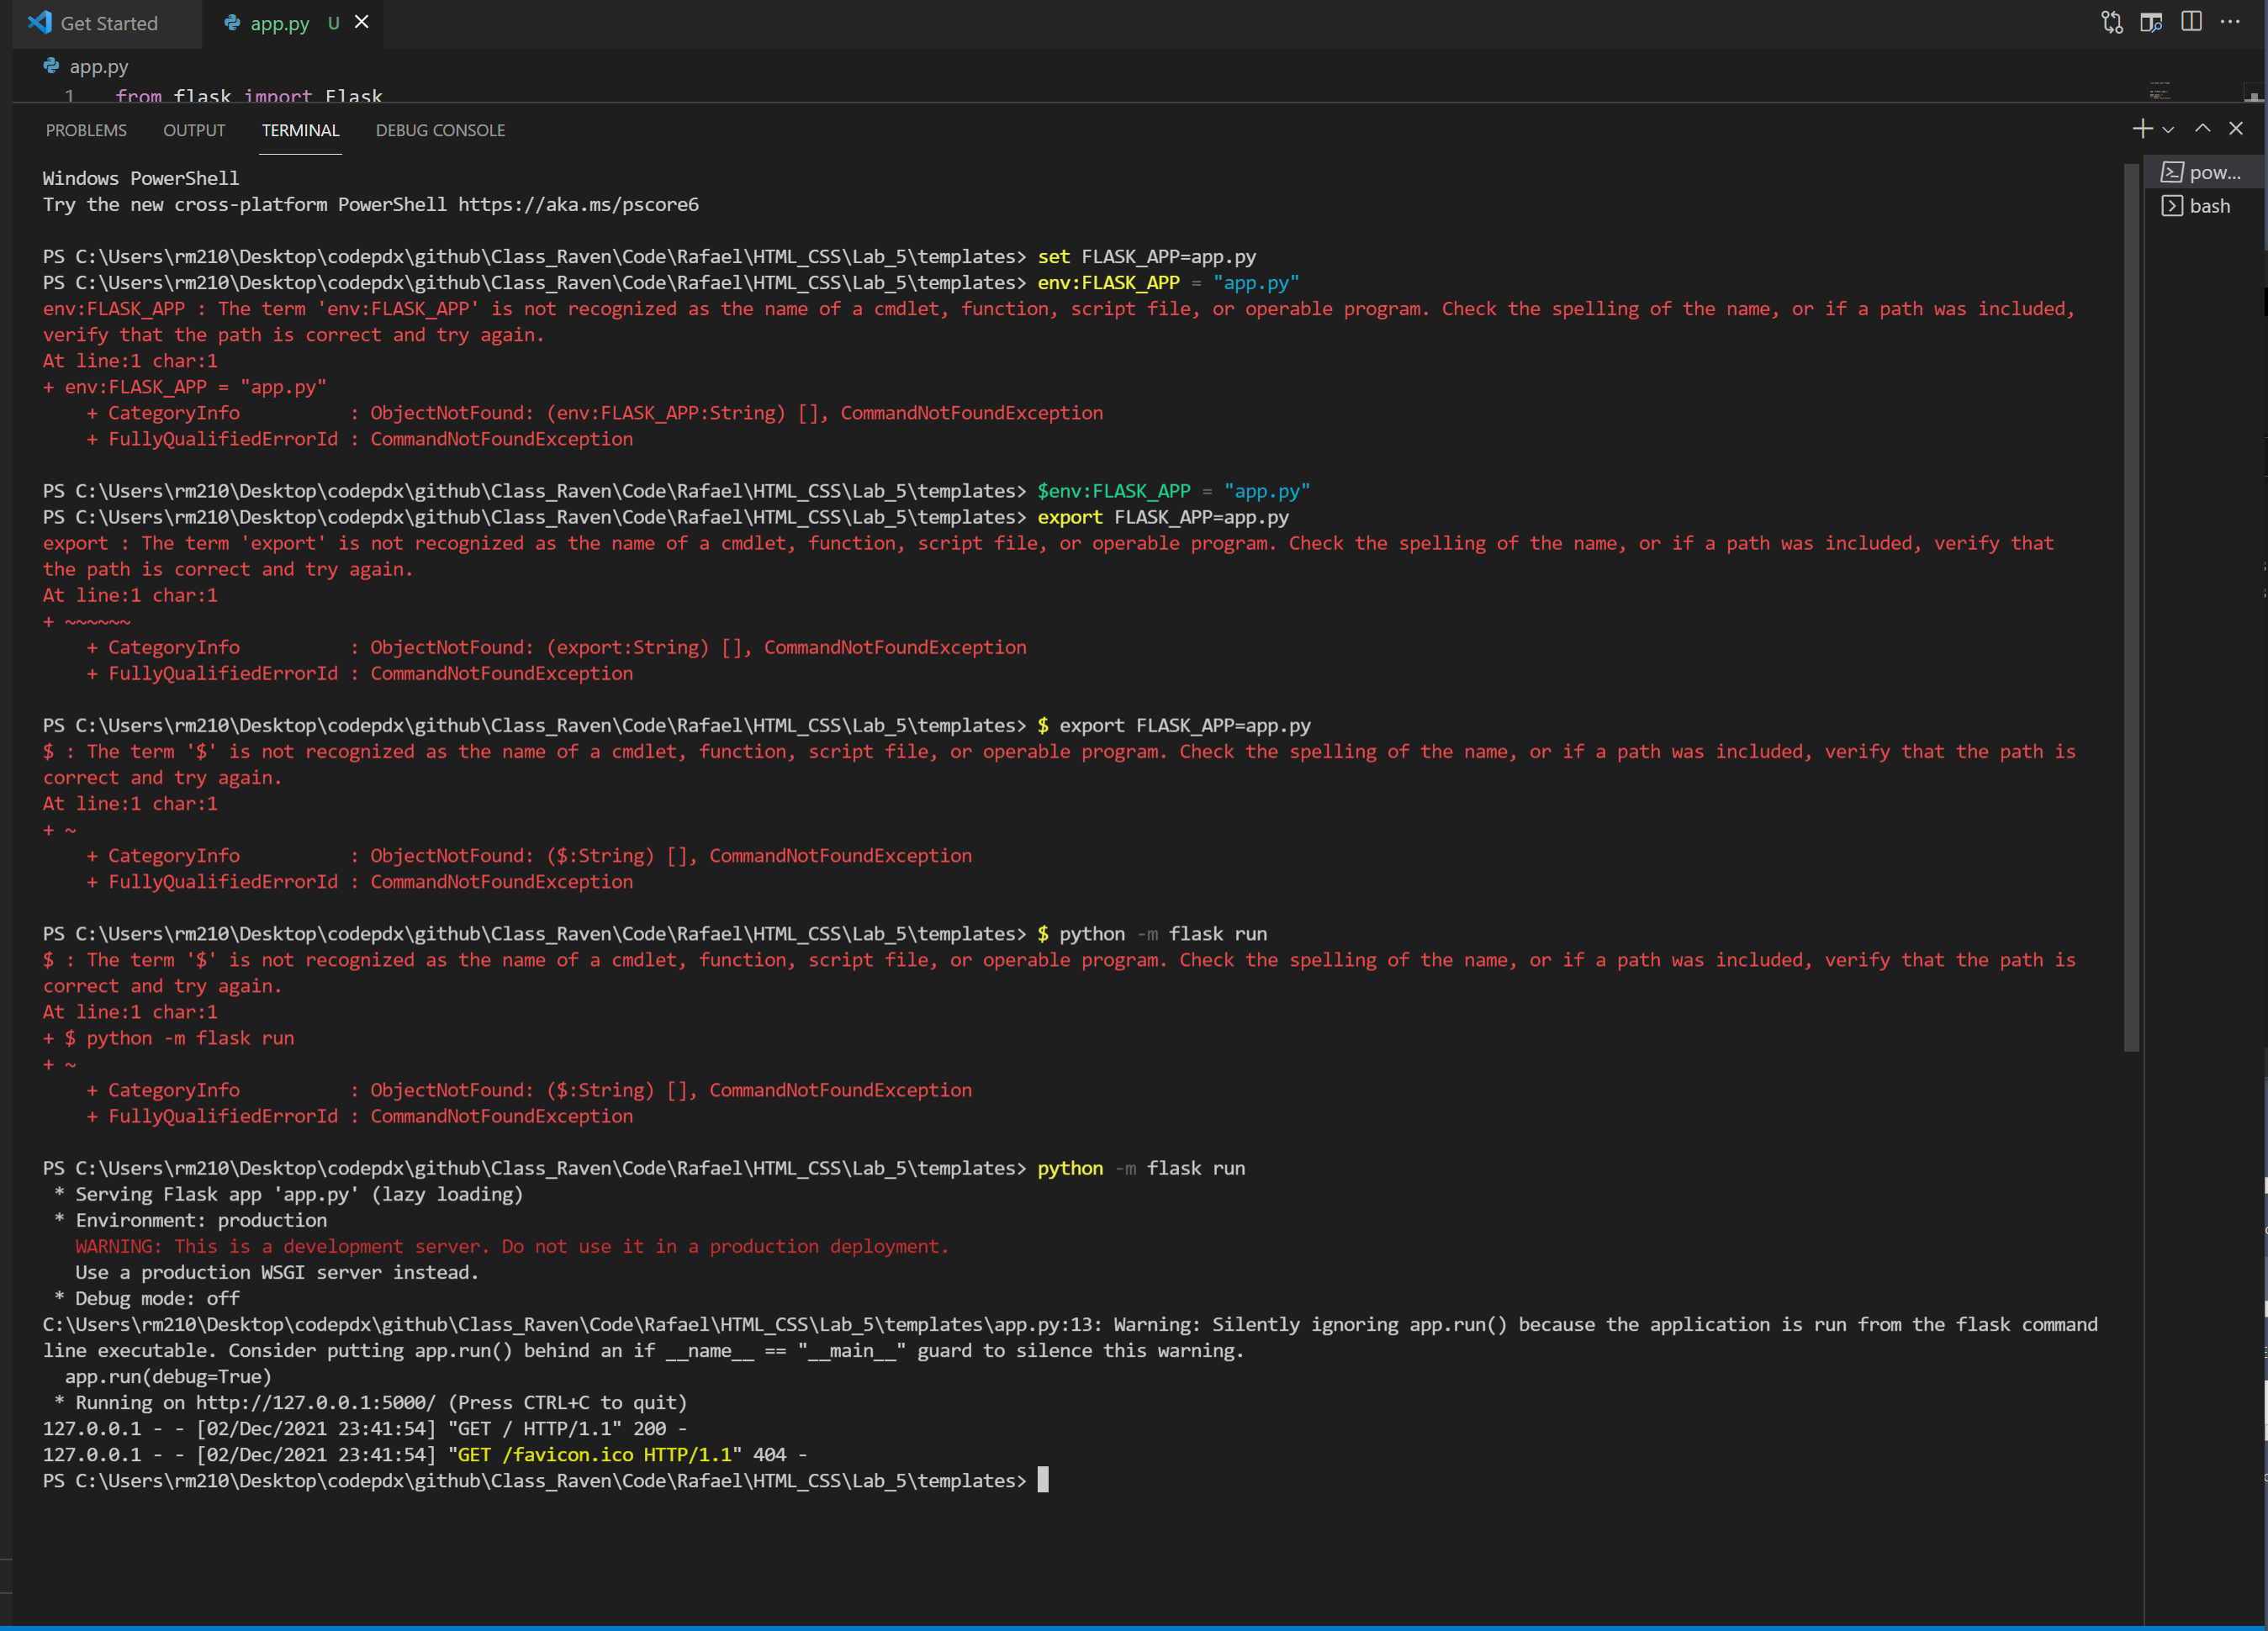 Get Started
app.py U
app.py
1 from flask import Flask
PROBLEMS OUTPUT TERMINAL DEBUG CONSOLE
pow...
bash
Windows PowerShell
Try the new cross-platform PowerShell https://aka.ms/pscore6
PS C:\Users\rm210\Desktop\codepdx\github\Class_Raven\Code\Rafael\HTML_CSS\Lab_5\templates> set FLASK_APP=app.py
PS C:\Users\rm210\Desktop\codepdx\github\Class_Raven\Code\Rafael\HTML_CSS\Lab_5\templates> env:FLASK_APP = "app.py"
env:FLASK_APP : The term 'env:FLASK_APP' is not recognized as the name of a cmdlet, function, script file, or operable program. Check the spelling of the name, or if a path was included,
verify that the path is correct and try again.
At line:1 char:1
+ env:FLASK_APP = "app.py"
    + CategoryInfo          : ObjectNotFound: (env:FLASK_APP:String) [], CommandNotFoundException
    + FullyQualifiedErrorId : CommandNotFoundException
PS C:\Users\rm210\Desktop\codepdx\github\Class_Raven\Code\Rafael\HTML_CSS\Lab_5\templates> $env:FLASK_APP = "app.py"
PS C:\Users\rm210\Desktop\codepdx\github\Class_Raven\Code\Rafael\HTML_CSS\Lab_5\templates> export FLASK_APP=app.py
export : The term 'export' is not recognized as the name of a cmdlet, function, script file, or operable program. Check the spelling of the name, or if a path was included, verify that
the path is correct and try again.
At line:1 char:1
+ ~~~~~~
    + CategoryInfo          : ObjectNotFound: (export:String) [], CommandNotFoundException
    + FullyQualifiedErrorId : CommandNotFoundException
PS C:\Users\rm210\Desktop\codepdx\github\Class_Raven\Code\Rafael\HTML_CSS\Lab_5\templates> $ export FLASK_APP=app.py
$ : The term '$' is not recognized as the name of a cmdlet, function, script file, or operable program. Check the spelling of the name, or if a path was included, verify that the path is
correct and try again.
At line:1 char:1
+ ~
    + CategoryInfo          : ObjectNotFound: ($:String) [], CommandNotFoundException
    + FullyQualifiedErrorId : CommandNotFoundException
PS C:\Users\rm210\Desktop\codepdx\github\Class_Raven\Code\Rafael\HTML_CSS\Lab_5\templates> $ python -m flask run
$ : The term '$' is not recognized as the name of a cmdlet, function, script file, or operable program. Check the spelling of the name, or if a path was included, verify that the path is
correct and try again.
At line:1 char:1
+ $ python -m flask run
+ ~
    + CategoryInfo          : ObjectNotFound: ($:String) [], CommandNotFoundException
    + FullyQualifiedErrorId : CommandNotFoundException
PS C:\Users\rm210\Desktop\codepdx\github\Class_Raven\Code\Rafael\HTML_CSS\Lab_5\templates> python -m flask run
 * Serving Flask app 'app.py' (lazy loading)
 * Environment: production
   WARNING: This is a development server. Do not use it in a production deployment.
   Use a production WSGI server instead.
 * Debug mode: off
C:\Users\rm210\Desktop\codepdx\github\Class_Raven\Code\Rafael\HTML_CSS\Lab_5\templates\app.py:13: Warning: Silently ignoring app.run() because the application is run from the flask command
line executable. Consider putting app.run() behind an if __name__ == "__main__" guard to silence this warning.
  app.run(debug=True)
 * Running on http://127.0.0.1:5000/ (Press CTRL+C to quit)
127.0.0.1 - - [02/Dec/2021 23:41:54] "GET / HTTP/1.1" 200 -
127.0.0.1 - - [02/Dec/2021 23:41:54] "GET /favicon.ico HTTP/1.1" 404 -
PS C:\Users\rm210\Desktop\codepdx\github\Class_Raven\Code\Rafael\HTML_CSS\Lab_5\templates>